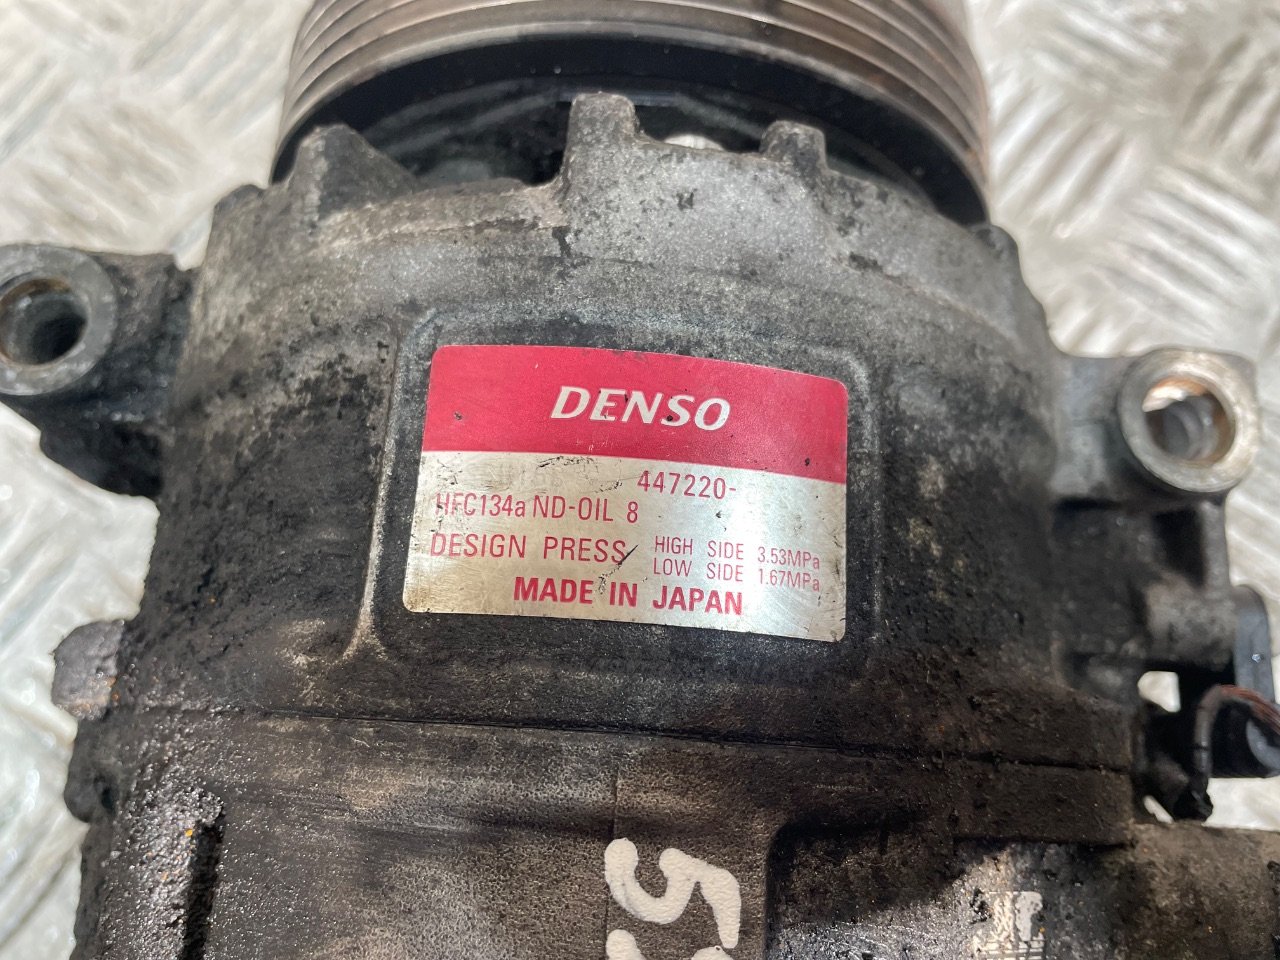 DENSO
447220-
HFC134a ND-OIL 8
DESIGN PRESS HIGH SIDE 3.53MPa
LOW SIDE 1.67MPa
MADE IN JAPAN